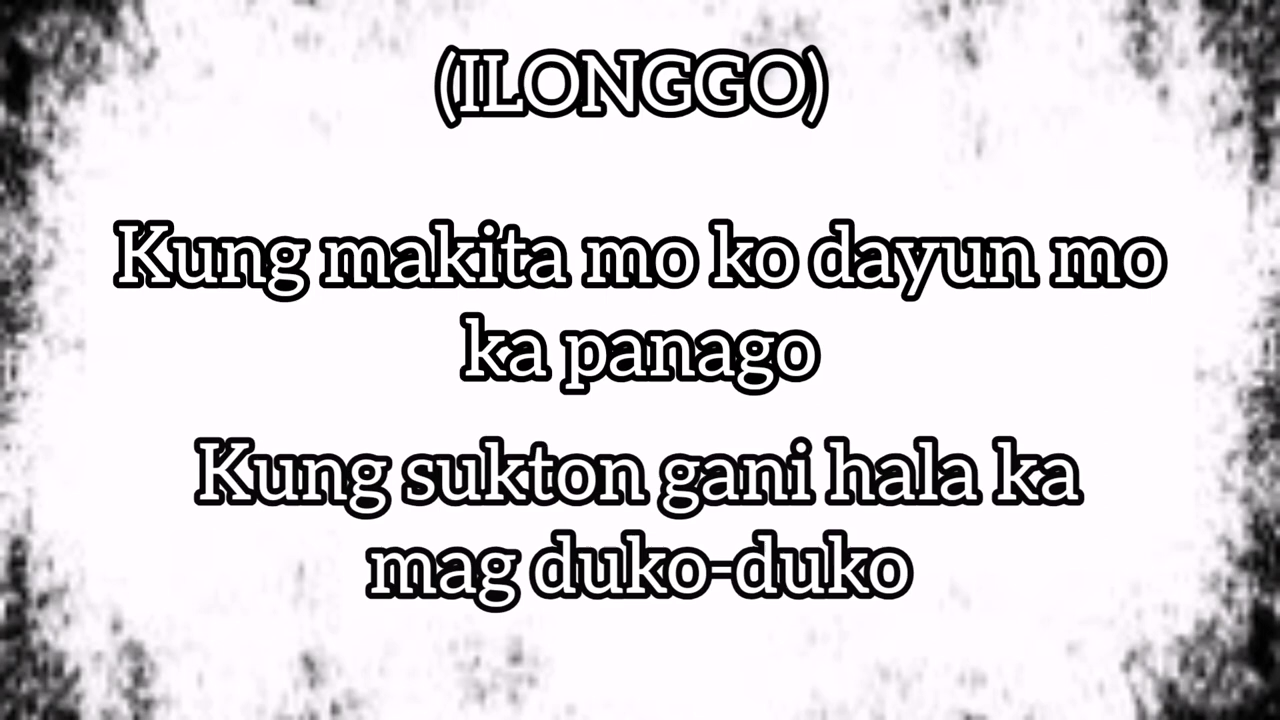 (ILONGGO)
Kung makita mo ko dayun mo
ka panago
Kung sukton gani hala ka
mag duko-duko